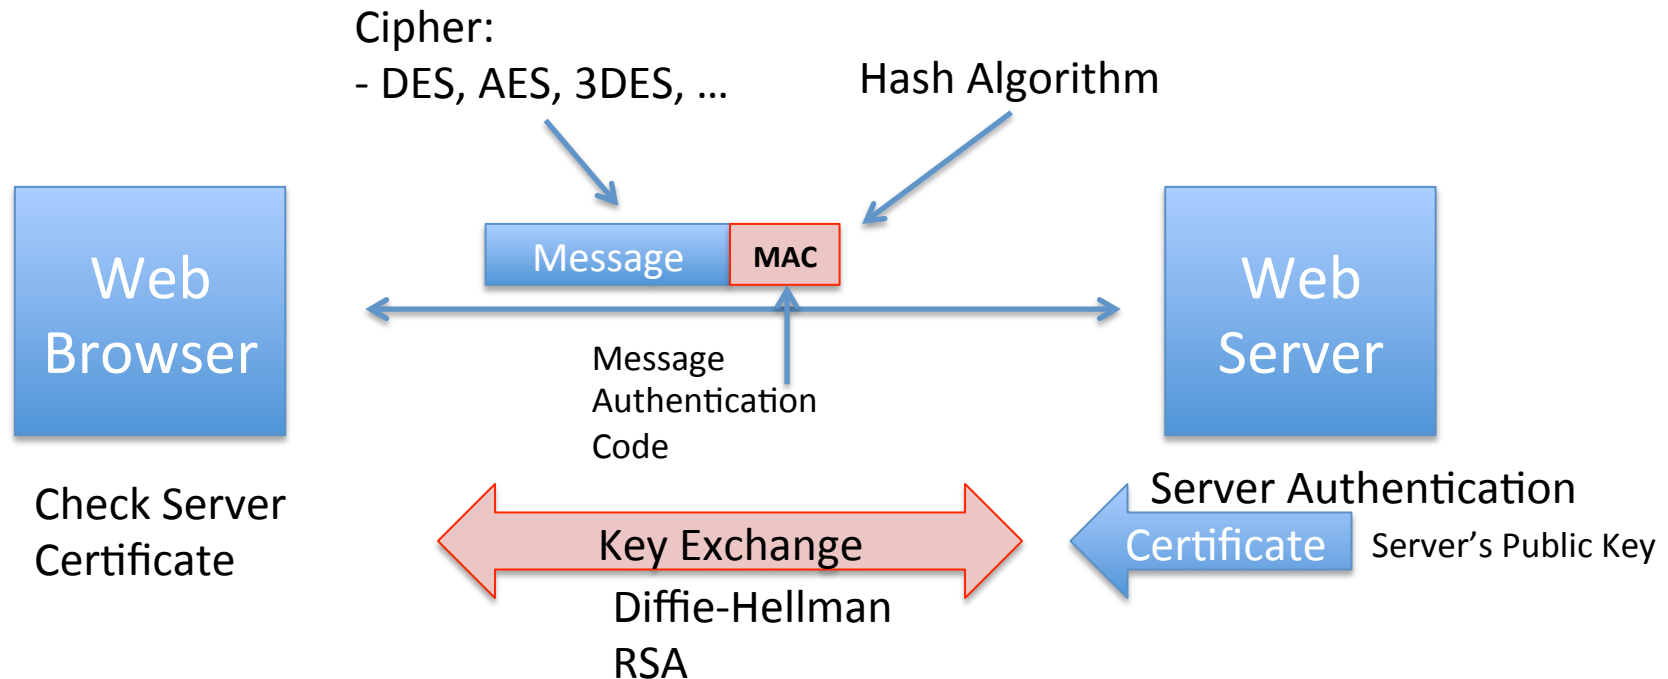 Cipher:
- DES, AES, 3DES, ...
Hash Algorithm
Web
Browser
Message
MAC
Web
Server
Message
Authentication
Code
Check Server
Certificate
Key Exchange
Diffie-Hellman
RSA
Server Authentication
Certificate
Server’s Public Key